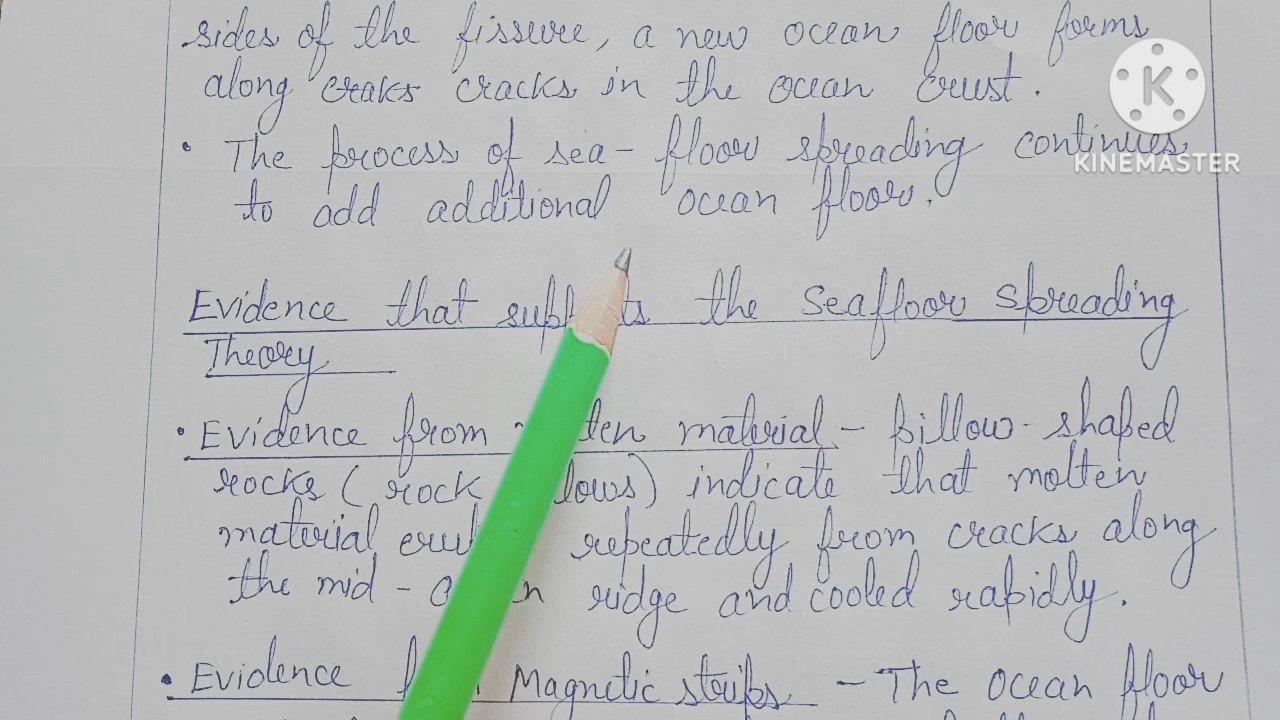 sides of the fissure, a new ocean floor forms
along craks cracks in the ocean crust.
K
KINEMASTER
• The process of sea-floor spreading continues
to add additional ocean floor.
Evidence that the Seafloor spreading
Theory
• Evidence from material - pillow-shaped
rocks (rock indicate that molten
material repeatedly from cracks along
the mid - ridge and cooled rapidly.
• Evidence Magnetic strips - The ocean floor